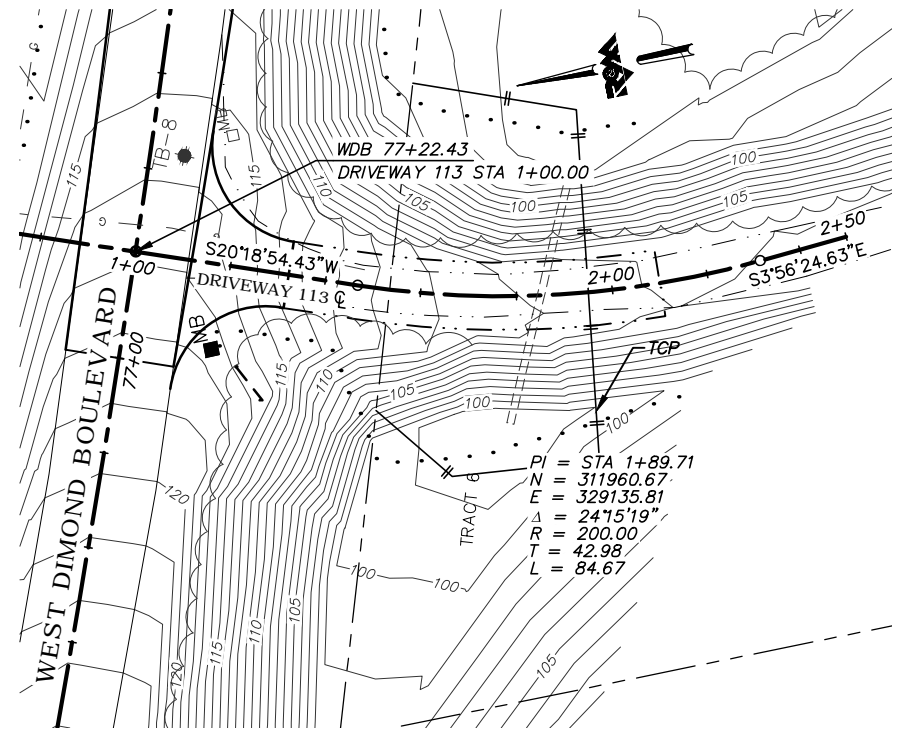 G
115
TB-8
WDB 77+22.43
DRIVEWAY 113 STA 1+00.00
100
115
110
105
100
105
G
2+50
S20°18'54.43"W
1+00
DRIVEWAY 113 ℄
2+00
S3°56'24.63"E
MB
77+00
TCP
115
110
105
100
100
WEST DIMOND BOULEVARD
120
TRACT 6
PI = STA 1+89.71
N = 311960.67
E = 329135.81
Δ = 24°15'19"
R = 200.00
T = 42.98
L = 84.67
100
100
120
115
110
105
105